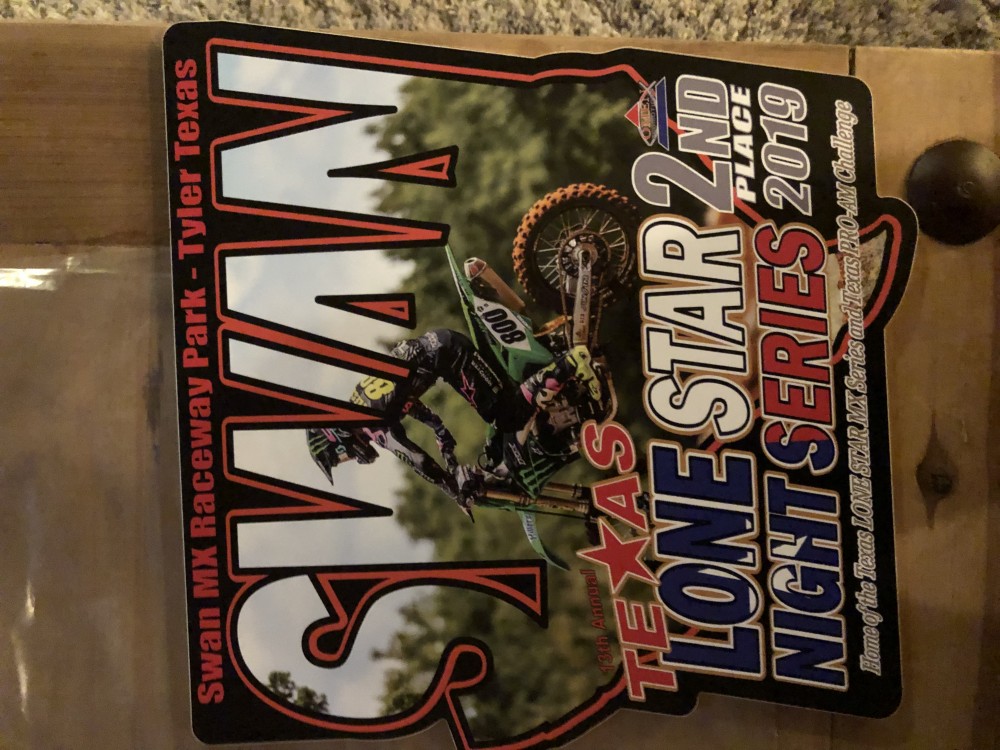 Swan MX Raceway Park - Tyler Texas
SWAN
800
13th Annual
TEXAS
LONE STAR 2ND
PLACE
NIGHT SERIES 2019
Home of the Texas LONE STAR MX Series and Texas PRO-AM Challenge